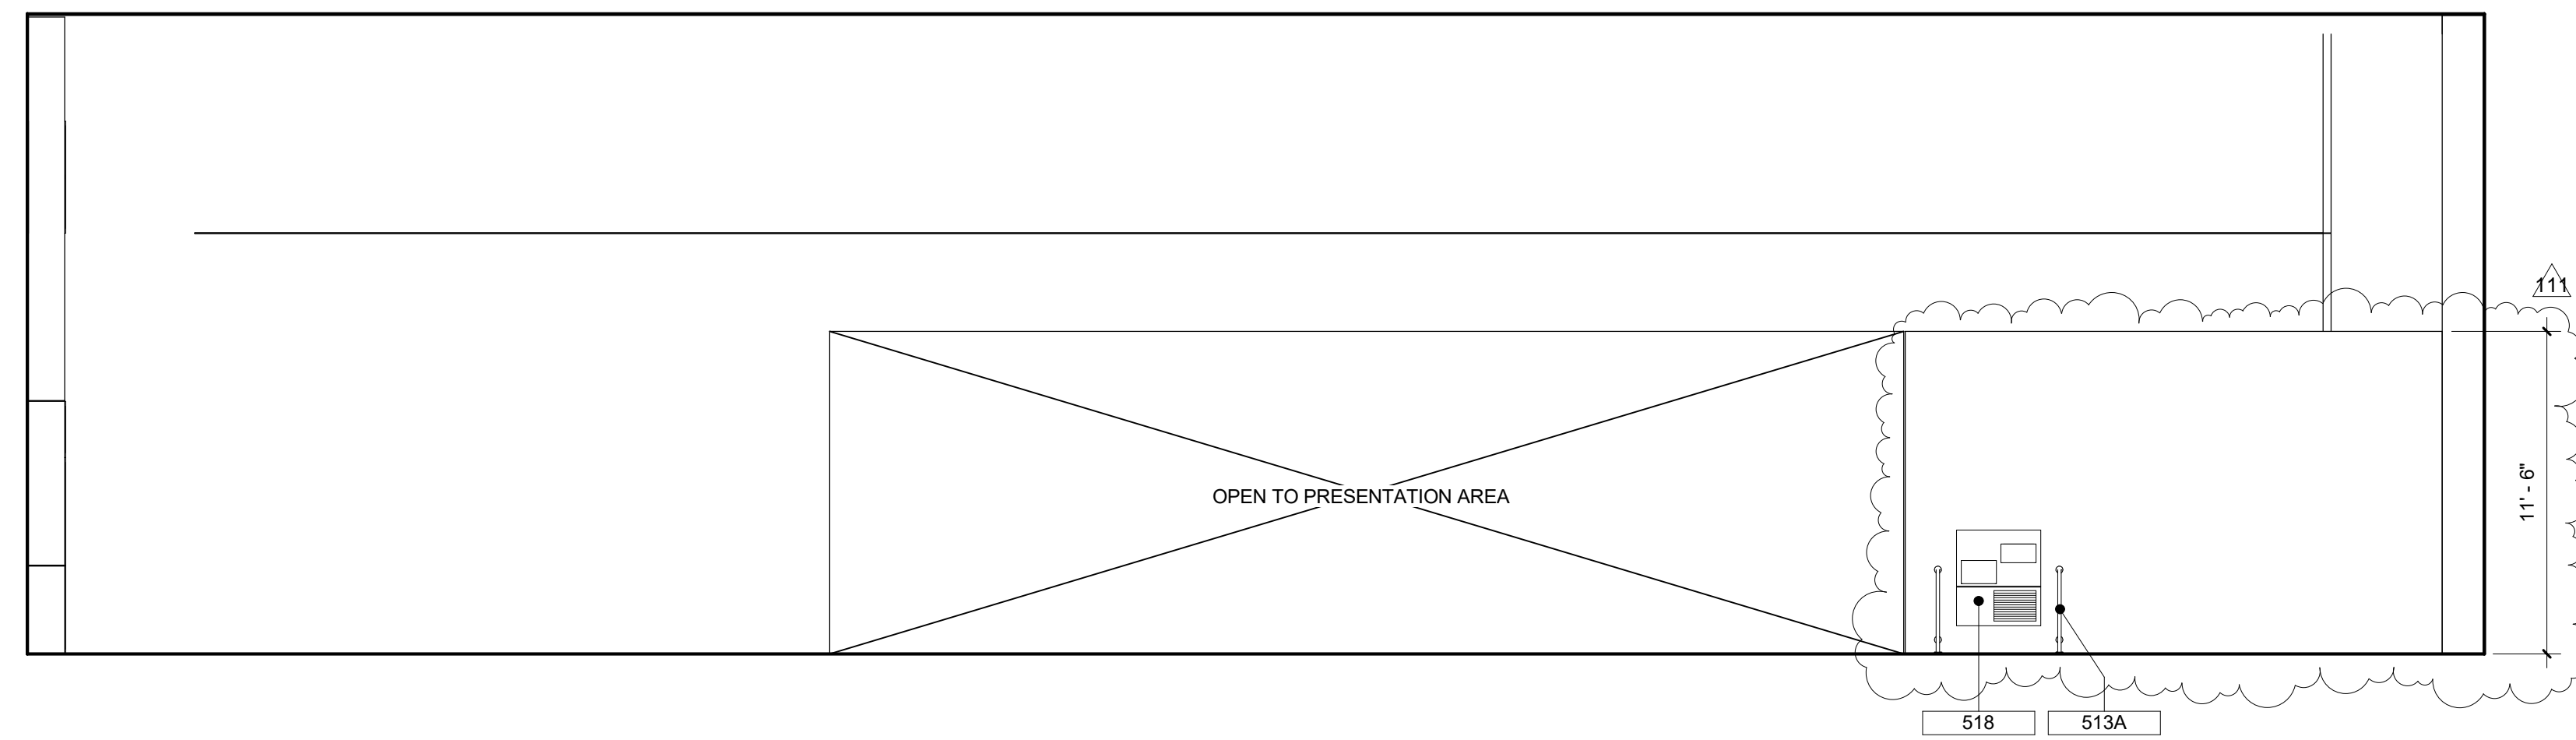 111
OPEN TO PRESENTATION AREA
11' - 6"
518
513A